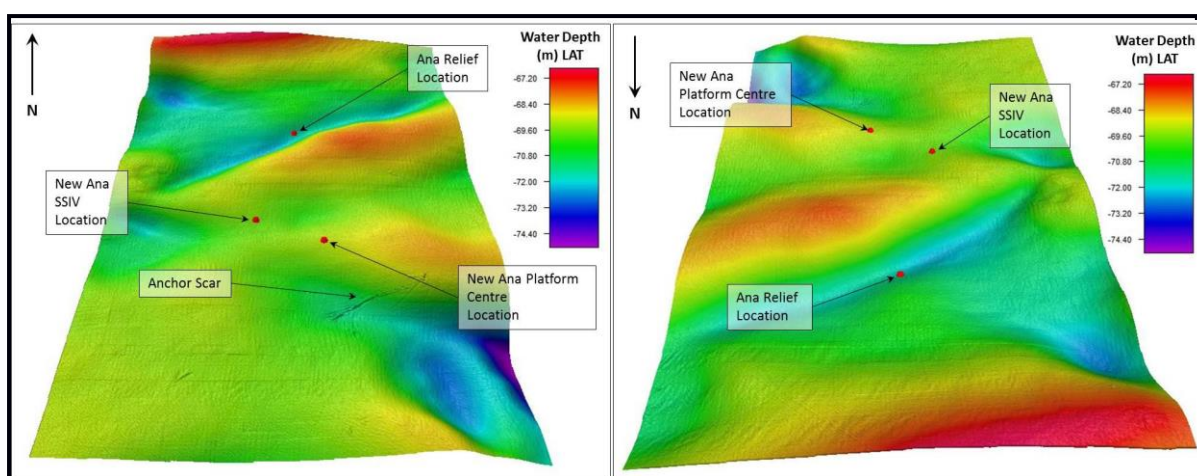 Water Depth
(m) LAT
Ana Relief
Location
N
-67.20
-68.40
-69.60
-70.80
-72.00
-73.20
-74.40
New Ana
SSIV
Location
Anchor Scar
New Ana Platform
Centre
Location
Water Depth
(m) LAT
New Ana
Platform Centre
Location
N
New Ana
SSIV
Location
-67.20
-68.40
-69.60
-70.80
-72.00
-73.20
-74.40
Ana Relief
Location